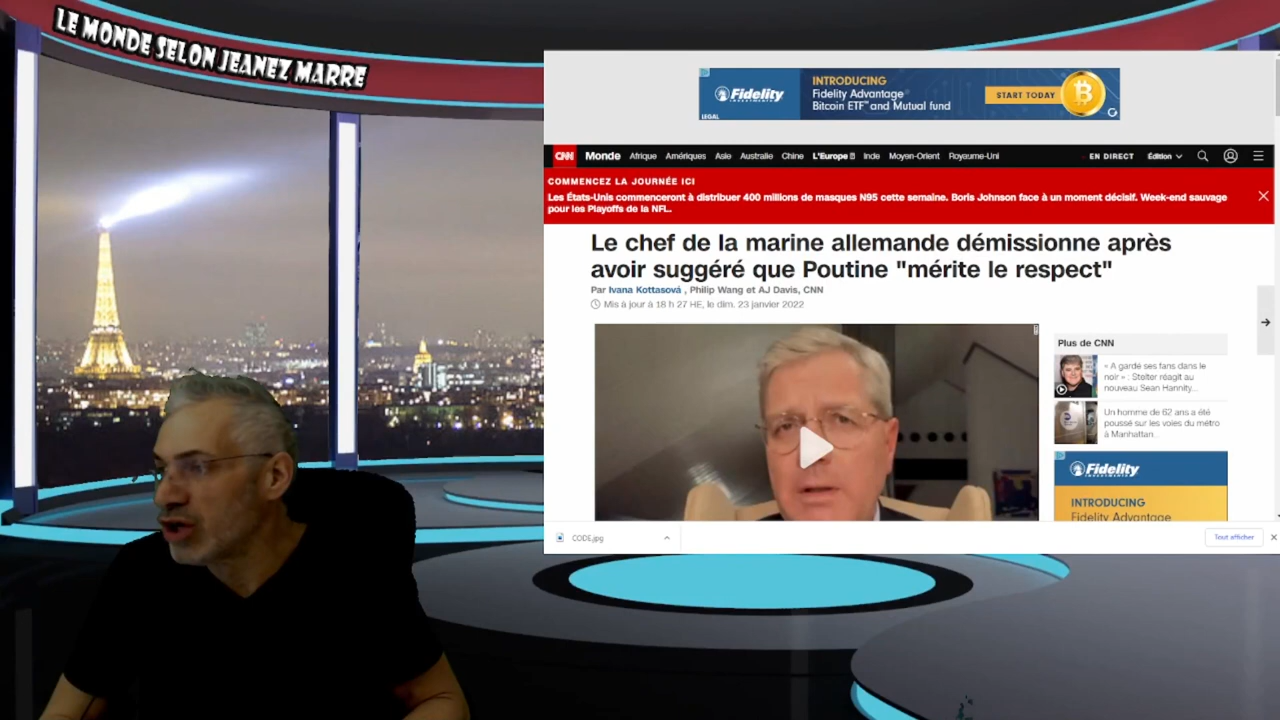 LE MONDE SELON JEANEZ MARRE
Fidelity
INVESTMENTS
INTRODUCING
Fidelity Advantage
Bitcoin ETF™ and Mutual fund
START TODAY
LEGAL
CNN Monde Afrique Amériques Asie Australie Chine L'Europe Inde Moyen-Orient Royaume-Uni EN DIRECT Édition
COMMENCEZ LA JOURNÉE ICI
Les États-Unis commenceront à distribuer 400 millions de masques N95 cette semaine. Boris Johnson face à un moment décisif. Week-end sauvage
pour les Playoffs de la NFL.
Le chef de la marine allemande démissionne après
avoir suggéré que Poutine "mérite le respect"
Par Ivana Kottasová , Philip Wang et AJ Davis, CNN
Mis à jour à 18 h 27 HE, le dim. 23 janvier 2022
Plus de CNN
« A gardé ses fans dans le
noir » : Stelter réagit au
nouveau Sean Hannity...
Un homme de 62 ans a été
poussé sur les voies du métro
à Manhattan...
Fidelity
INVESTMENTS
INTRODUCING
Fidelity Advantage
CODE.jpg
Tout afficher